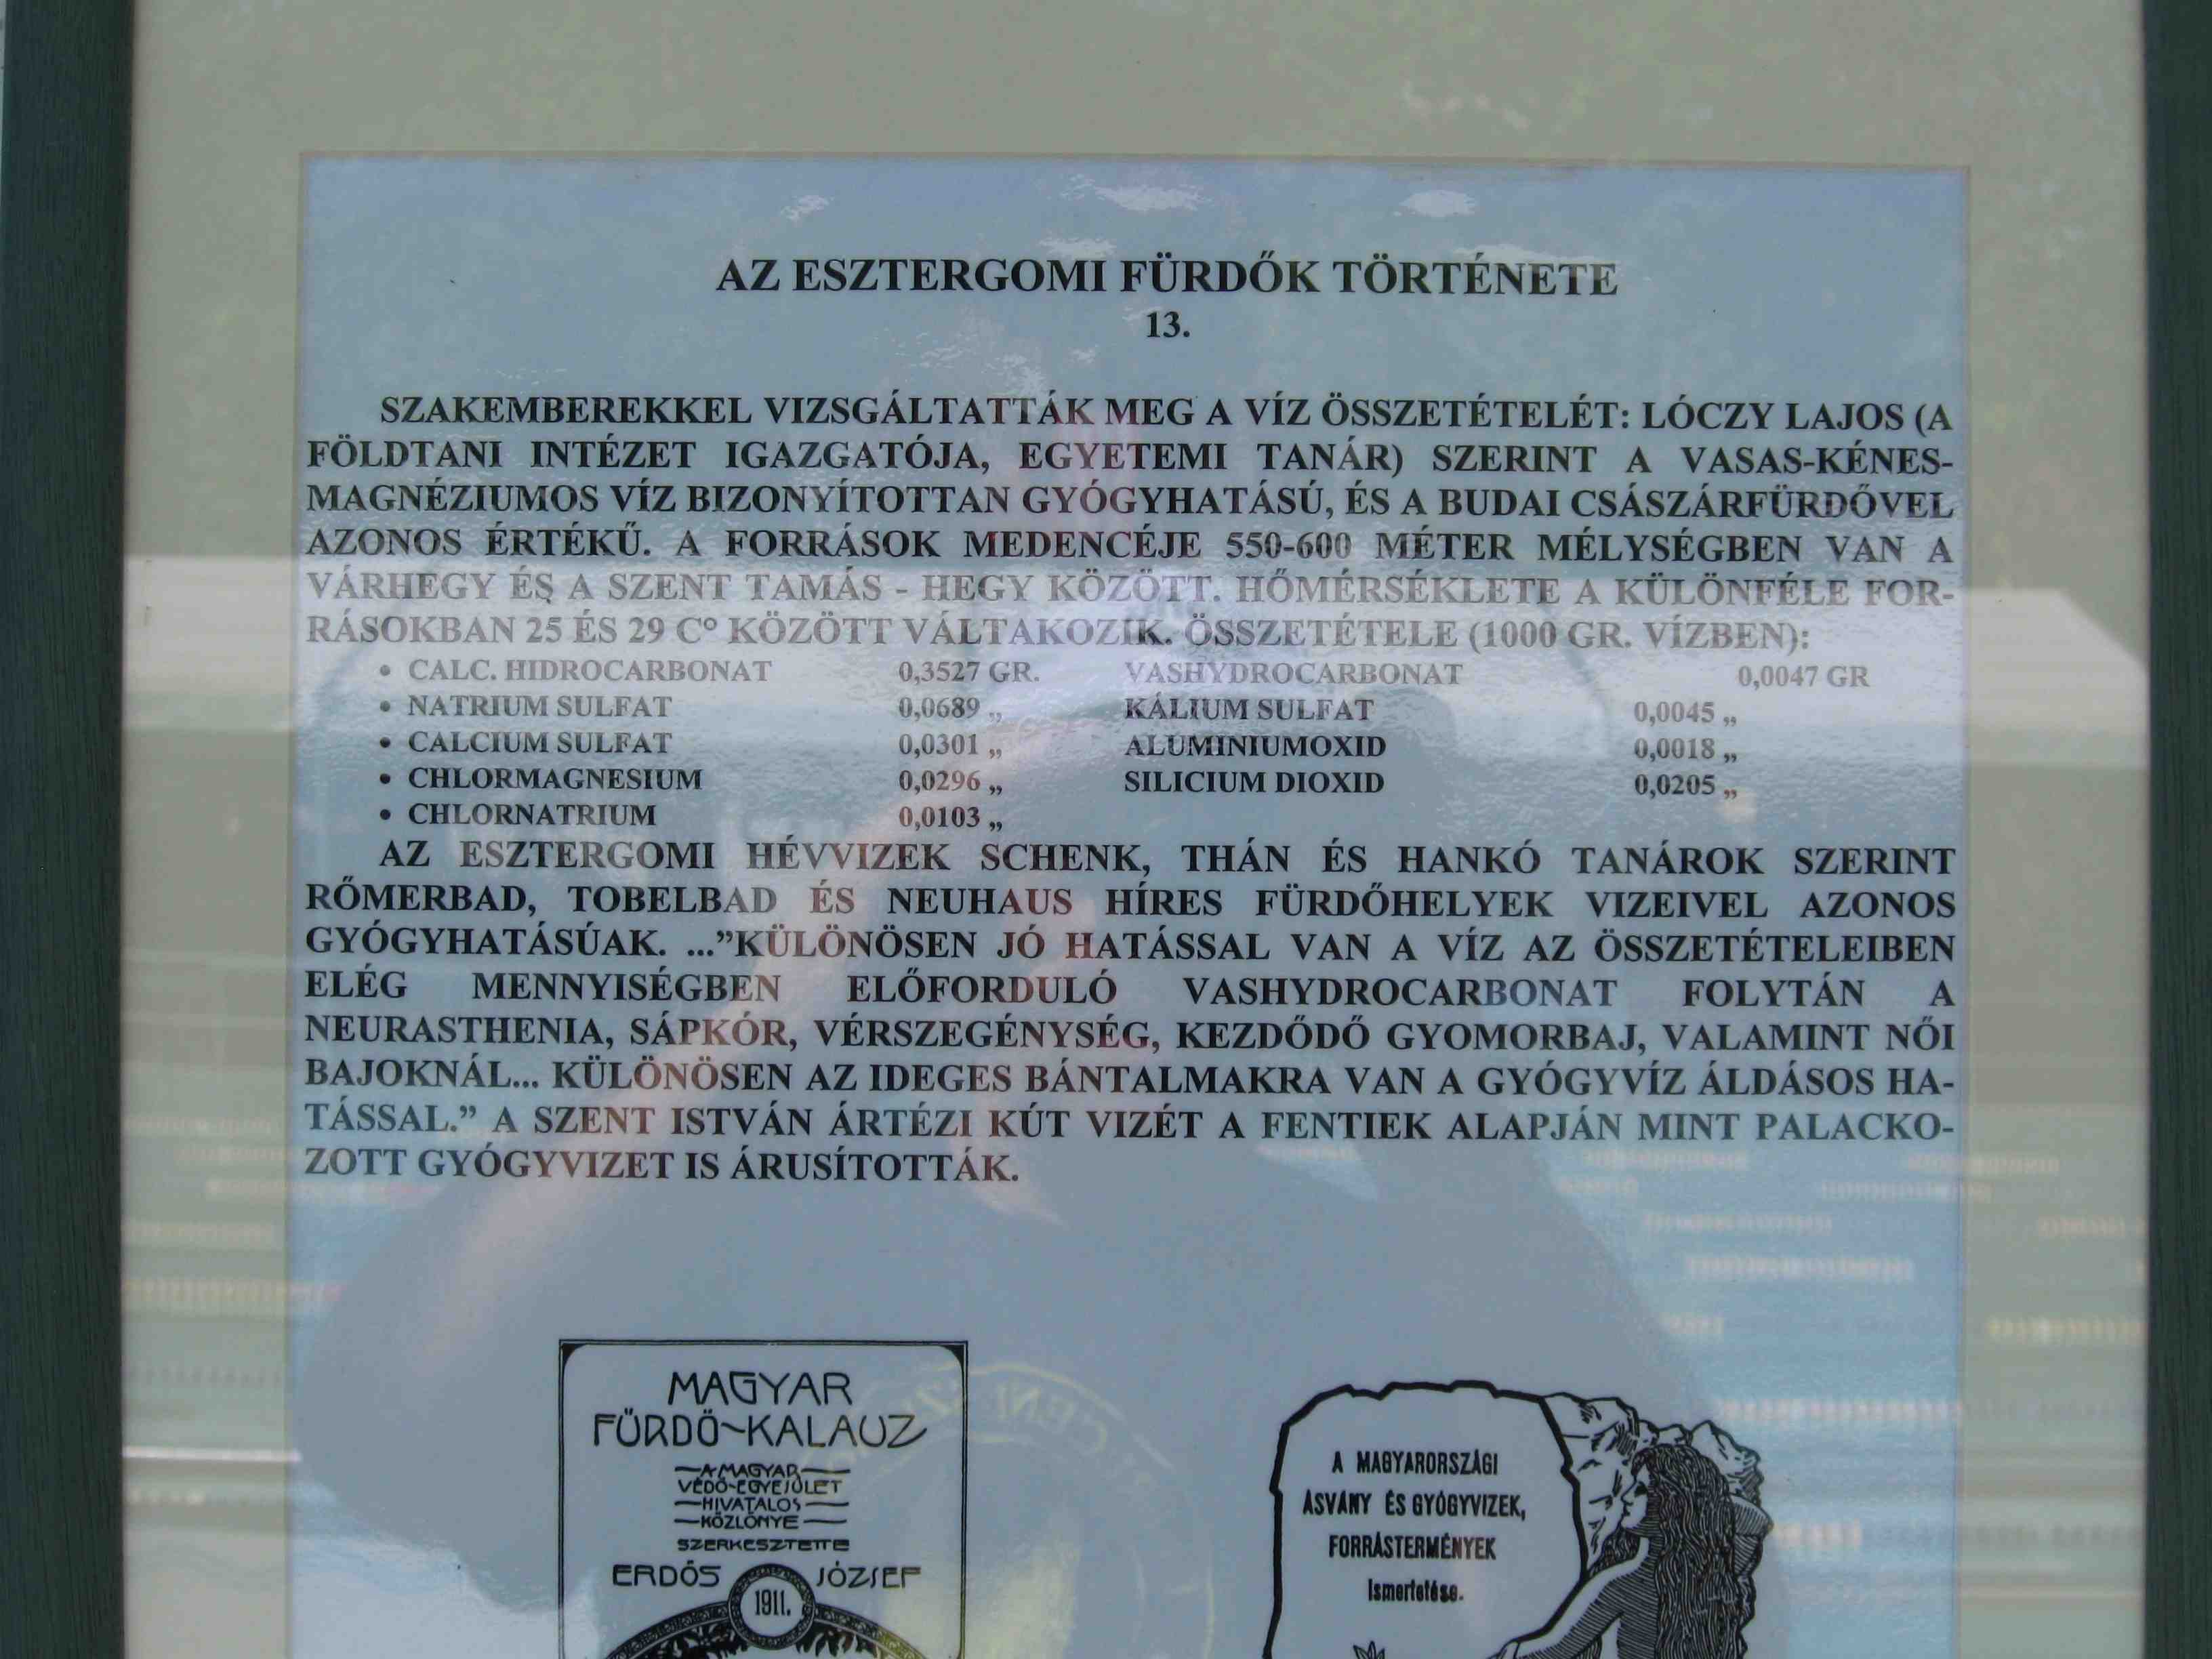 AZ ESZTERGOMI FÜRDŐK TÖRTÉNETE
13.
SZAKEMBEREKKEL VIZSGÁLTATTÁK MEG A VÍZ ÖSSZETÉTELÉT: LÓCZY LAJOS (A
FÖLDTANI INTÉZET IGAZGATÓJA, EGYETEMI TANÁR) SZERINT A VASAS-KÉNES-
MAGNÉZIUMOS VÍZ BIZONYÍTOTTAN GYÓGYHATÁSÚ, ÉS A BUDAI CSÁSZÁRFÜRDŐVEL
AZONOS ÉRTÉKŰ. A FORRÁSOK MEDENCÉJE 550-600 MÉTER MÉLYSÉGBEN VAN A
VÁRHEGY ÉS A SZENT TAMÁS - HEGY KÖZÖTT. HŐMÉRSÉKLETE A KÜLÖNFÉLE FOR-
RÁSOKBAN 25 ÉS 29 C° KÖZÖTT VÁLTAKOZIK. ÖSSZETÉTELE (1000 GR. VÍZBEN):
• CALC. HIDROCARBONAT 0,3527 GR. VASHYDROCARBONAT 0,0047 GR
• NATRIUM SULFAT 0,0689 „ KÁLIUM SULFAT 0,0045 „
• CALCIUM SULFAT 0,0301 „ ALUMINIUMOXID 0,0018 „
• CHLORMAGNESIUM 0,0296 „ SILICIUM DIOXID 0,0205 „
• CHLORNATRIUM 0,0103 „
AZ ESZTERGOMI HÉVVIZEK SCHENK, THÁN ÉS HANKÓ TANÁROK SZERINT
RŐMERBAD, TOBELBAD ÉS NEUHAUS HÍRES FÜRDŐHELYEK VIZEIVEL AZONOS
GYÓGYHATÁSÚAK. ...”KÜLÖNÖSEN JÓ HATÁSSAL VAN A VÍZ AZ ÖSSZETÉTELEIBEN
ELÉG MENNYISÉGBEN ELŐFORDULÓ VASHYDROCARBONAT FOLYTÁN A
NEURASTHENIA, SÁPKÓR, VÉRSZEGÉNYSÉG, KEZDŐDŐ GYOMORBAJ, VALAMINT NŐI
BAJOKNÁL... KÜLÖNÖSEN AZ IDEGES BÁNTALMAKRA VAN A GYÓGYVÍZ ÁLDÁSOS HA-
TÁSSAL.” A SZENT ISTVÁN ÁRTÉZI KÚT VIZÉT A FENTIEK ALAPJÁN MINT PALACKO-
ZOTT GYÓGYVIZET IS ÁRUSÍTOTTÁK.
MAGYAR
FÜRDŐ~KALAUZ
A MAGYAR
VÉDŐ-EGYEJÜLET
HIVATALOS
KÖZLÖNYE
SZERKESZTETTE
ERDŐS JÓZSEF
1911.
A MAGYARORSZÁGI
ÁSVÁNY ÉS GYÓGYVIZEK,
FORRÁSTERMÉNYEK
Ismertetése.